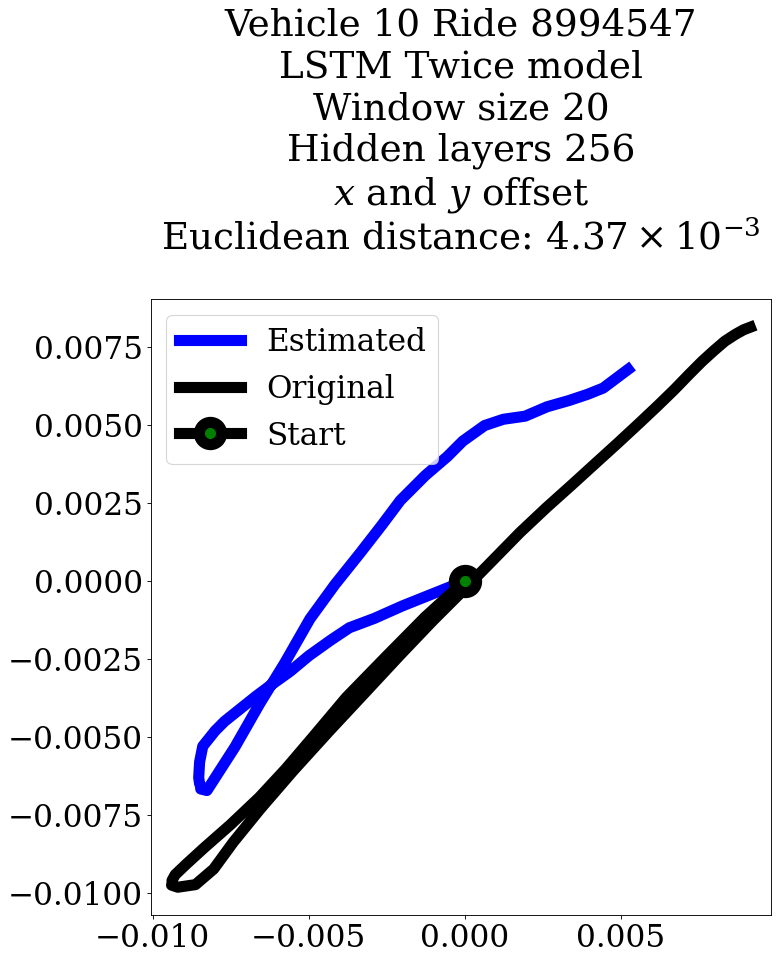 Vehicle 10 Ride 8994547
LSTM Twice model
Window size 20
Hidden layers 256
x and y offset
Euclidean distance: 4.37 × 10⁻³
Estimated
Original
Start
0.0075
0.0050
0.0025
0.0000
−0.0025
−0.0050
−0.0075
−0.0100
−0.010 −0.005 0.000 0.005